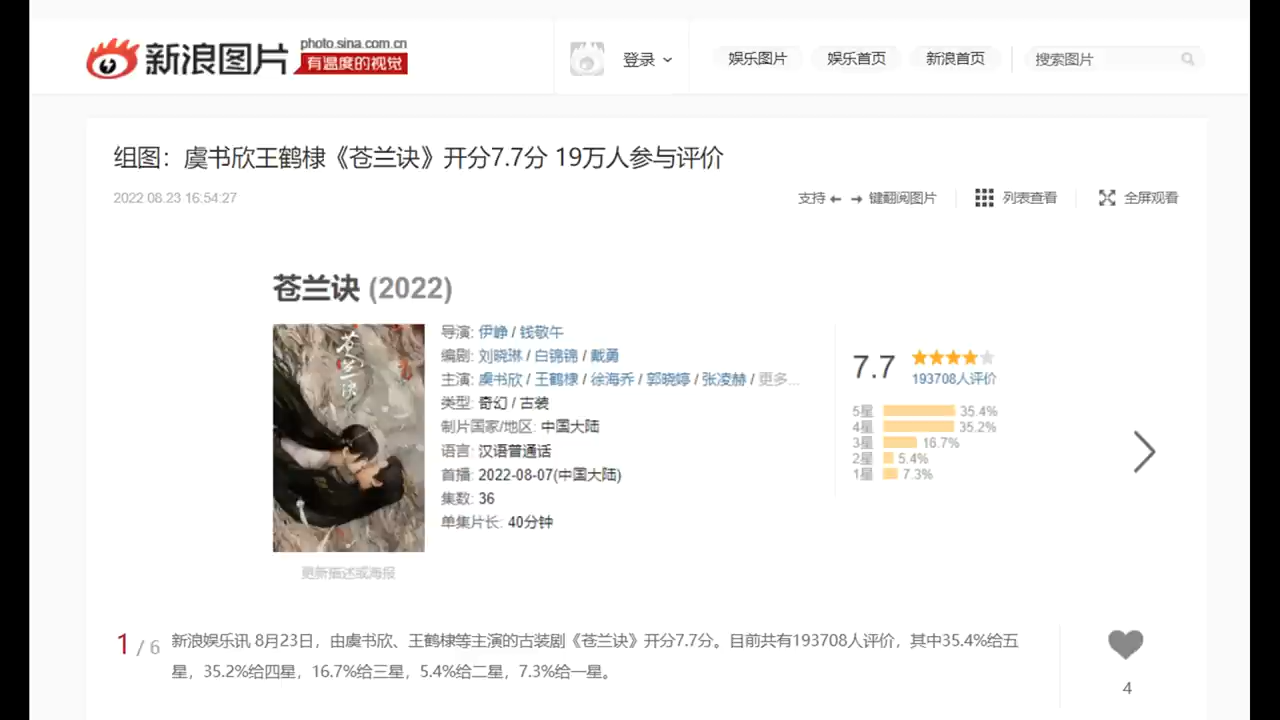 新浪图片
photo.sina.com.cn
有温度的视觉
登录
娱乐图片
娱乐首页
新浪首页
搜索图片
组图：虞书欣王鹤棣《苍兰诀》开分7.7分 19万人参与评价
2022 08.23 16:54:27
支持 ← → 键翻阅图片
列表查看
全屏观看
苍兰诀 (2022)
苍兰诀
导演: 伊峥 / 钱敬午
编剧: 刘晓琳 / 白锦锦 / 戴勇
主演: 虞书欣 / 王鹤棣 / 徐海乔 / 郭晓婷 / 张凌赫 / 更多...
类型: 奇幻 / 古装
制片国家/地区: 中国大陆
语言: 汉语普通话
首播: 2022-08-07(中国大陆)
集数: 36
单集片长: 40分钟
更新描述或海报
7.7
193708人评价
5星 35.4%
4星 35.2%
3星 16.7%
2星 5.4%
1星 7.3%
1 / 6
新浪娱乐讯 8月23日，由虞书欣、王鹤棣等主演的古装剧《苍兰诀》开分7.7分。目前共有193708人评价，其中35.4%给五
星，35.2%给四星，16.7%给三星，5.4%给二星，7.3%给一星。
4